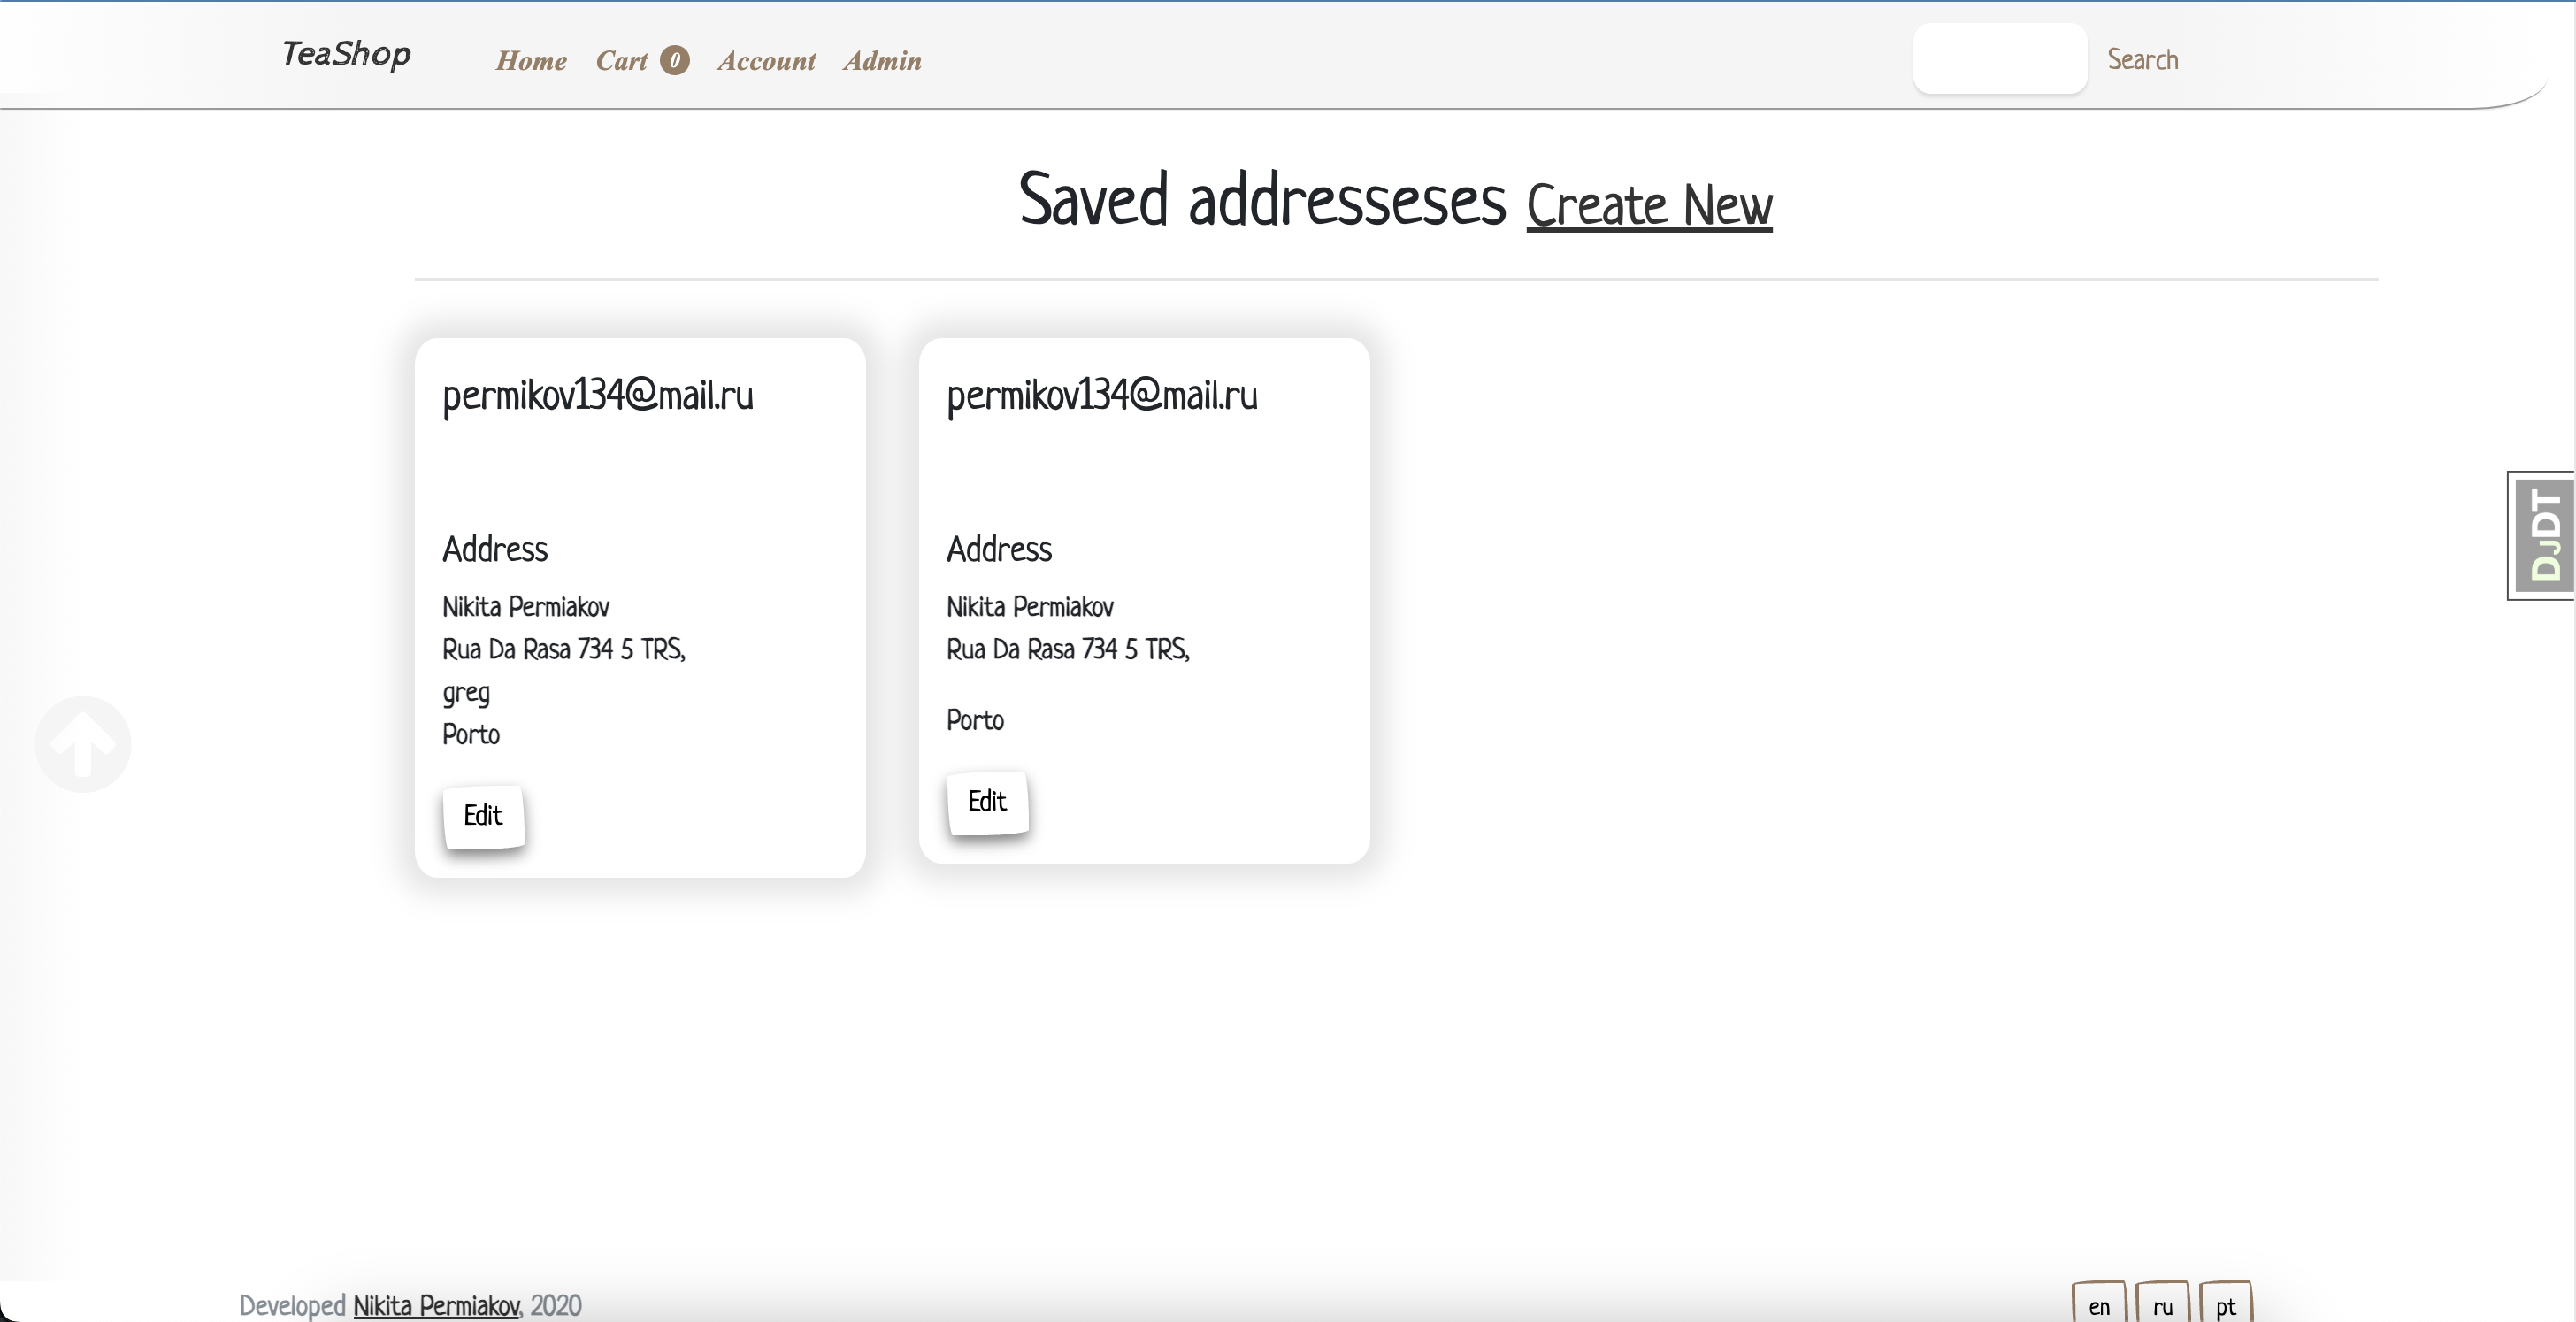 TeaShop
Home Cart 0 Account Admin
Search
Saved addresseses Create New
permikov134@mail.ru
Address
Nikita Permiakov
Rua Da Rasa 734 5 TRS,
greg
Porto
Edit
permikov134@mail.ru
Address
Nikita Permiakov
Rua Da Rasa 734 5 TRS,
Porto
Edit
DJDT
Developed Nikita Permiakov, 2020
en ru pt